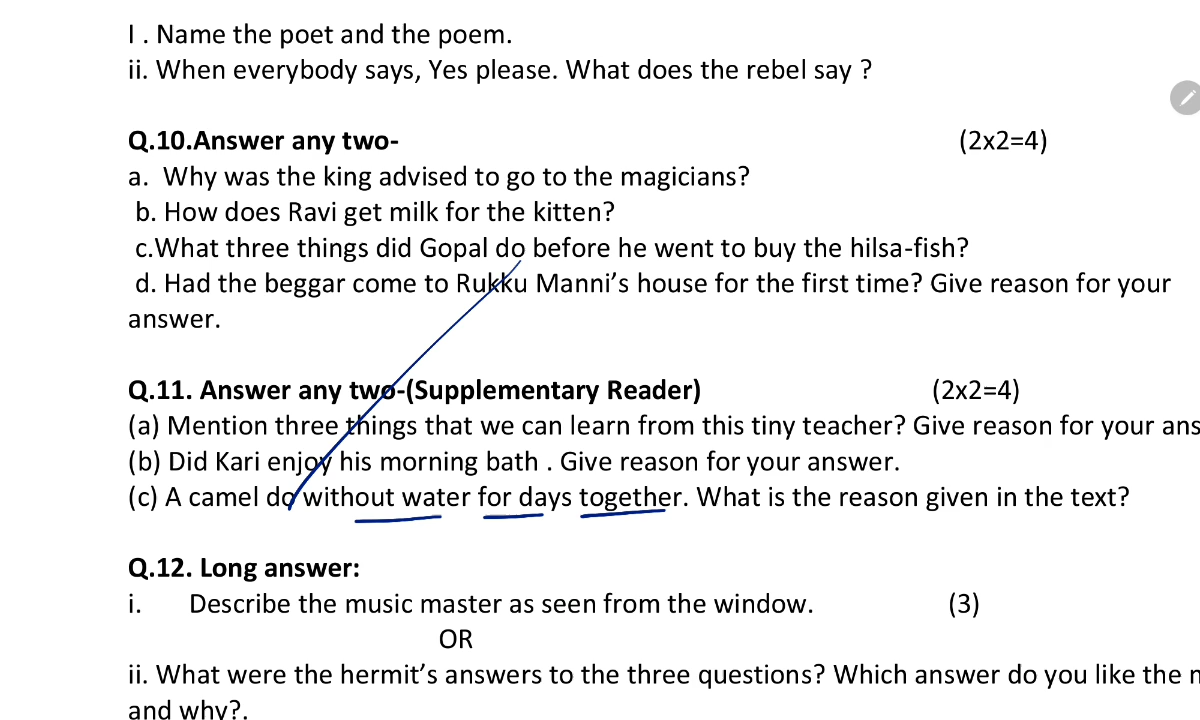 I . Name the poet and the poem.
ii. When everybody says, Yes please. What does the rebel say ?
Q.10.Answer any two- (2x2=4)
a. Why was the king advised to go to the magicians?
b. How does Ravi get milk for the kitten?
c.What three things did Gopal do before he went to buy the hilsa-fish?
d. Had the beggar come to Rukku Manni’s house for the first time? Give reason for your
answer.
Q.11. Answer any two-(Supplementary Reader) (2x2=4)
(a) Mention three things that we can learn from this tiny teacher? Give reason for your ans
(b) Did Kari enjoy his morning bath . Give reason for your answer.
(c) A camel do without water for days together. What is the reason given in the text?
Q.12. Long answer:
i. Describe the music master as seen from the window. (3)
OR
ii. What were the hermit’s answers to the three questions? Which answer do you like the
and why?.